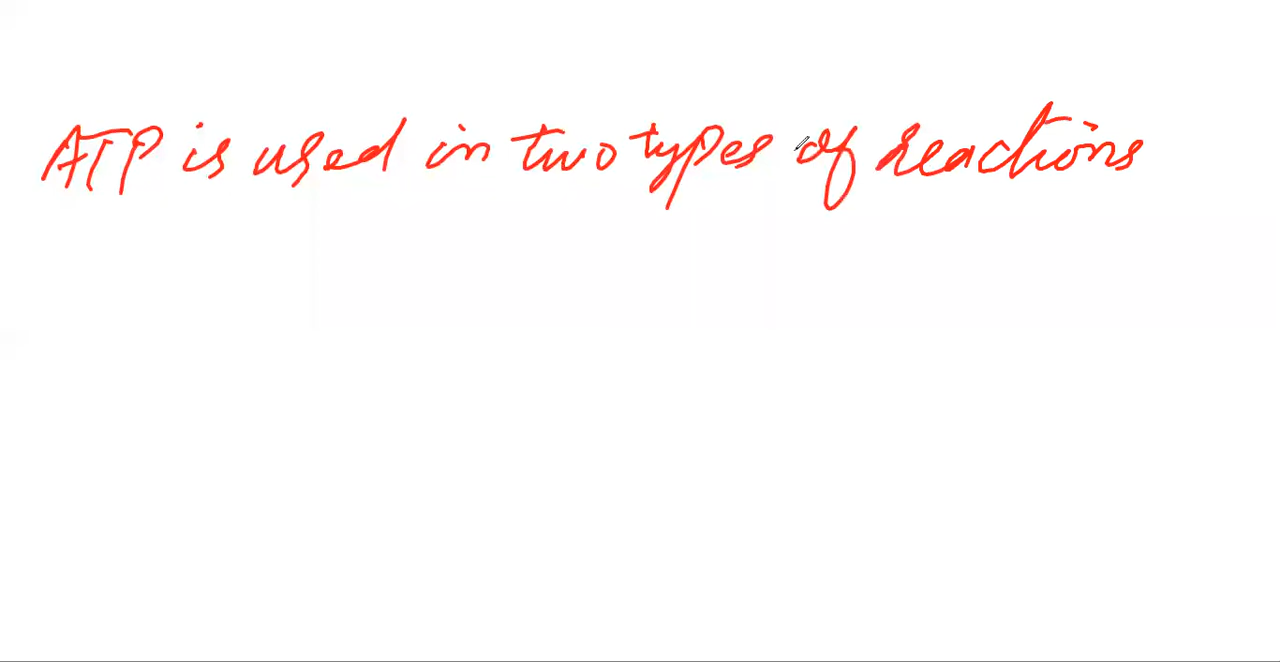 ATP is used in two types of reactions